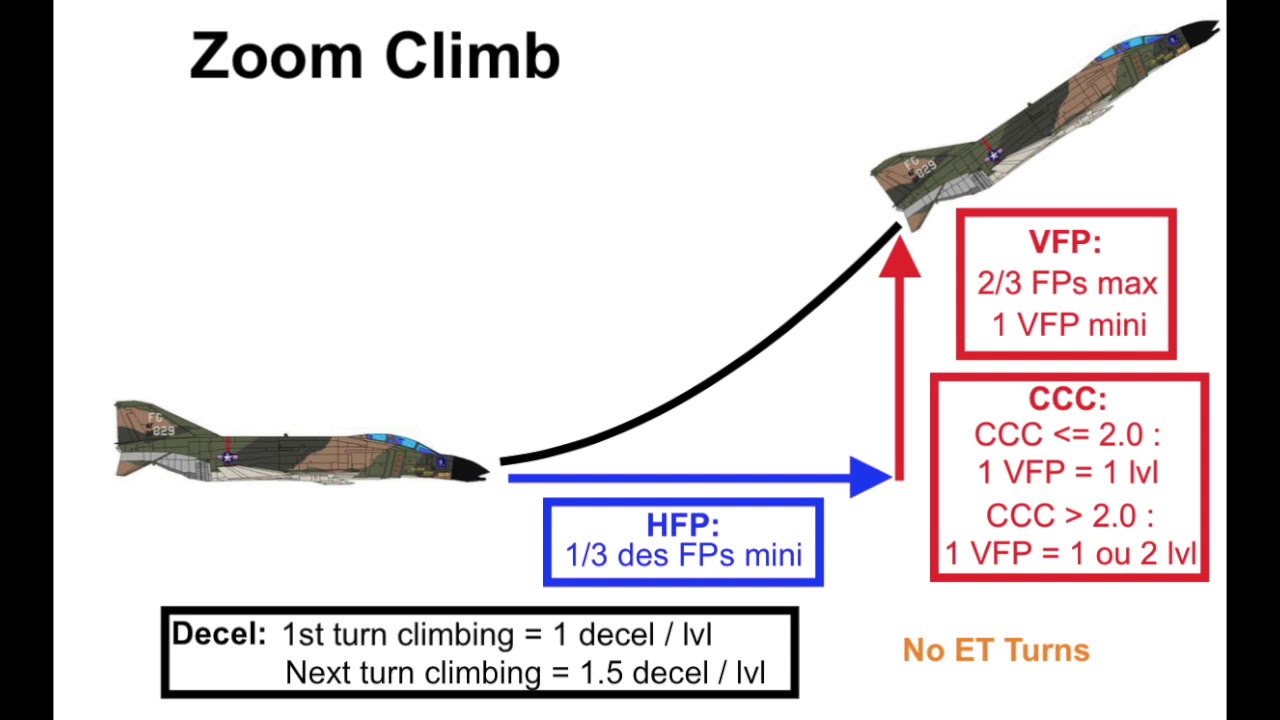 Zoom Climb
FG
829
VFP:
2/3 FPs max
1 VFP mini
CCC:
CCC <= 2.0 :
1 VFP = 1 lvl
CCC > 2.0 :
1 VFP = 1 ou 2 lvl
FG
829
HFP:
1/3 des FPs mini
Decel: 1st turn climbing = 1 decel / lvl
Next turn climbing = 1.5 decel / lvl
No ET Turns